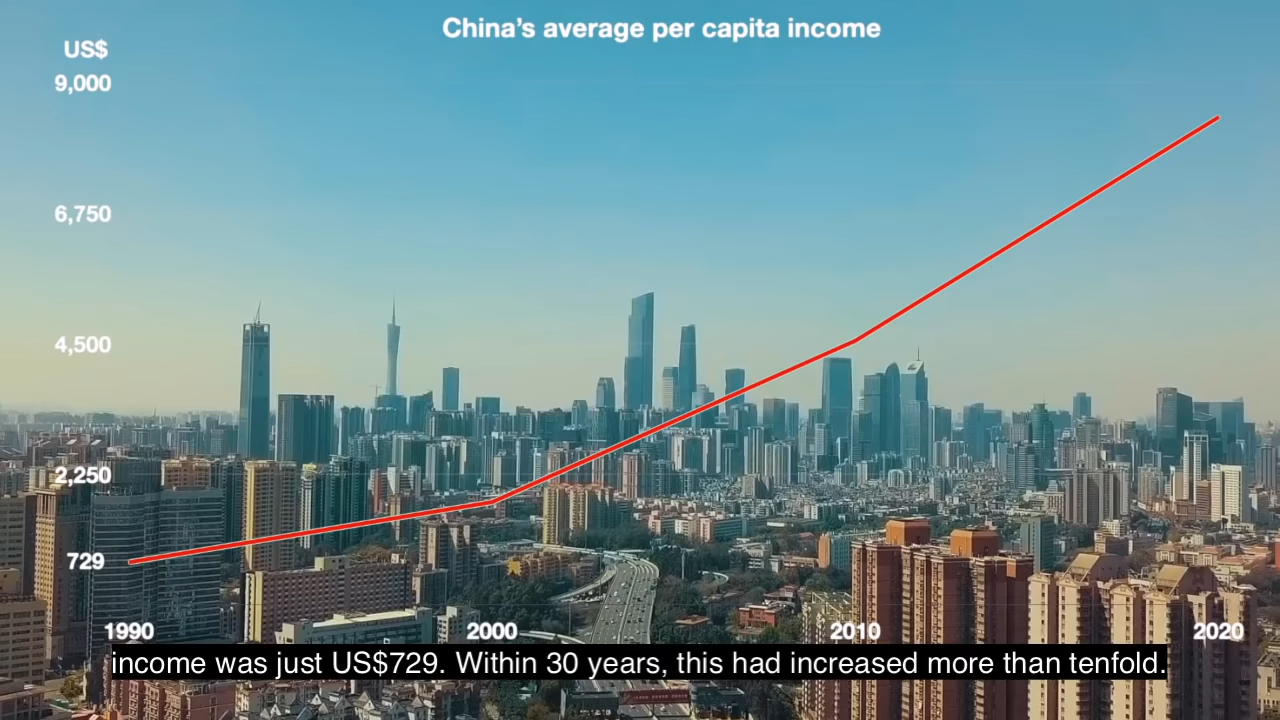 China's average per capita income
US$
9,000
6,750
4,500
2,250
729
1990 2000 2010 2020
income was just US$729. Within 30 years, this had increased more than tenfold.